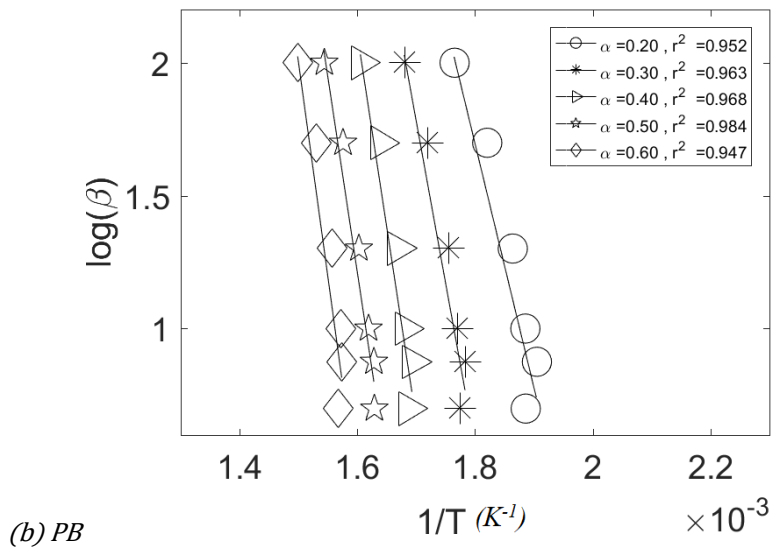 α =0.20 , r² =0.952
α =0.30 , r² =0.963
α =0.40 , r² =0.968
α =0.50 , r² =0.984
α =0.60 , r² =0.947
2
1.5
1
log(β)
1.4 1.6 1.8 2 2.2
1/T (K⁻¹) ×10⁻³
(b) PB